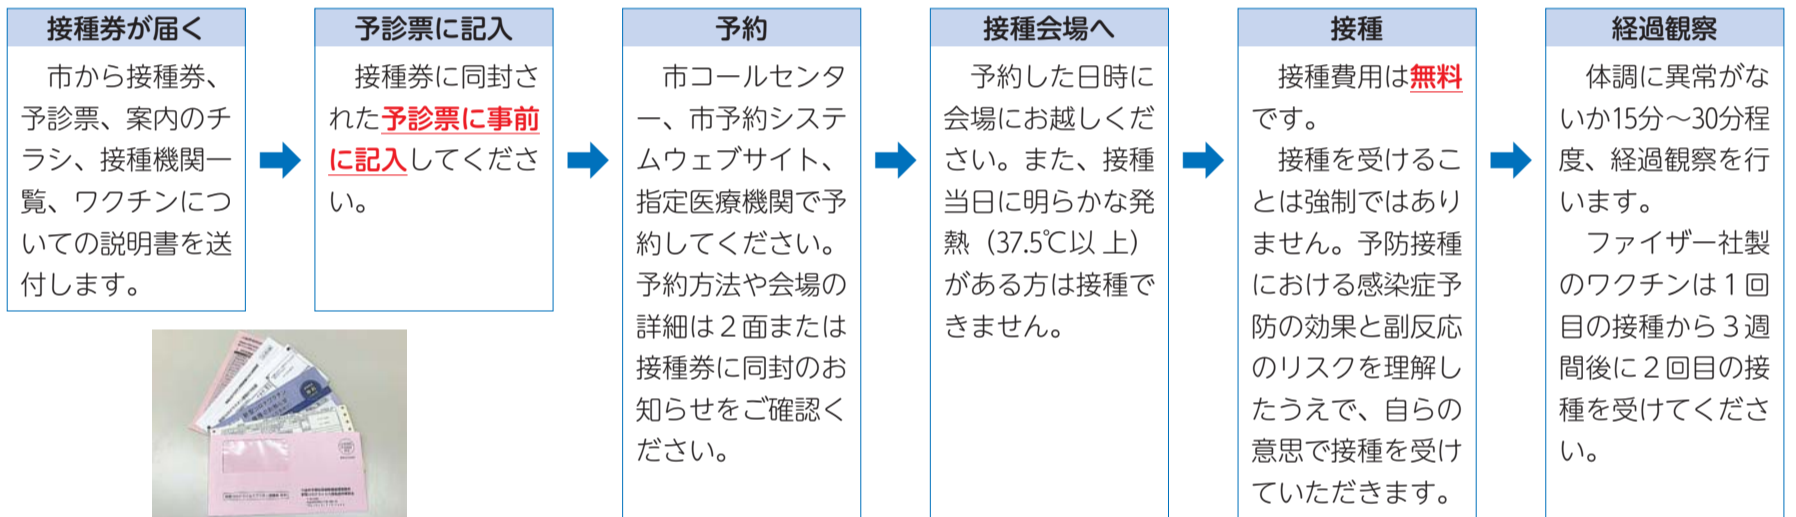 接種券が届く
市から接種券、
予診票、案内のチ
ラシ、接種機関一
覧、ワクチンにつ
いての説明書を送
付します。
予診票に記入
接種券に同封さ
れた予診票に事前
に記入してくださ
い。
予約
市コールセンタ
ー、市予約システ
ムウェブサイト、
指定医療機関で予
約してください。
予約方法や会場の
詳細は２面または
接種券に同封のお
知らせをご確認く
ださい。
接種会場へ
予約した日時に
会場にお越しくだ
さい。また、接種
当日に明らかな発
熱（37.5℃以 上）
がある方は接種で
きません。
接種
接種費用は無料
です。
接種を受けるこ
とは強制ではあり
ません。予防接種
における感染症予
防の効果と副反応
のリスクを理解し
たうえで、自らの
意思で接種を受け
ていただきます。
経過観察
体調に異常がな
いか15分～30分程
度、経過観察を行
います。
ファイザー社製
のワクチンは１回
目の接種から３週
間後に２回目の接
種を受けてくださ
い。